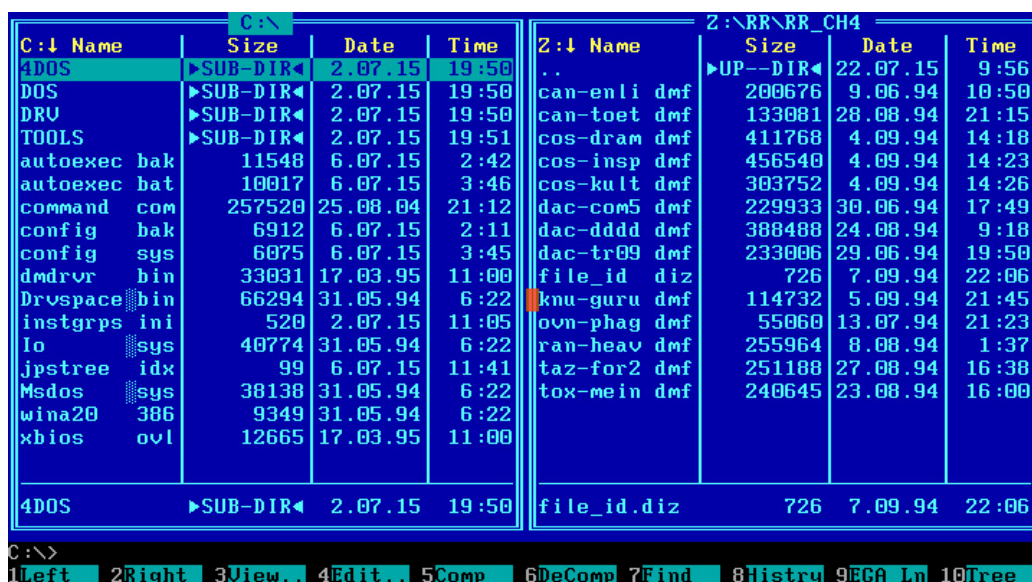 C:\ Z:\RR\RR_CH4
C:↓ Name Size Date Time Z:↓ Name Size Date Time
4DOS ►SUB-DIR◄ 2.07.15 19:50 .. ►UP--DIR◄ 22.07.15 9:56
DOS ►SUB-DIR◄ 2.07.15 19:50 can-enli dmf 200676 9.06.94 10:50
DRV ►SUB-DIR◄ 2.07.15 19:50 can-toet dmf 133081 28.08.94 21:15
TOOLS ►SUB-DIR◄ 2.07.15 19:51 cos-dram dmf 411768 4.09.94 14:18
autoexec bak 11548 6.07.15 2:42 cos-insp dmf 456540 4.09.94 14:23
autoexec bat 10017 6.07.15 3:46 cos-kult dmf 303752 4.09.94 14:26
command com 257520 25.08.04 21:12 dac-com5 dmf 229933 30.06.94 17:49
config bak 6912 6.07.15 2:11 dac-dddd dmf 388488 24.08.94 9:18
config sys 6075 6.07.15 3:45 dac-tr09 dmf 233006 29.06.94 19:50
dmdrvr bin 33031 17.03.95 11:00 file_id diz 726 7.09.94 22:06
Drvspace░bin 66294 31.05.94 6:22 knu-guru dmf 114732 5.09.94 21:45
instgrps ini 520 2.07.15 11:05 ovn-phag dmf 55060 13.07.94 21:23
Io ░sys 40774 31.05.94 6:22 ran-heav dmf 255964 8.08.94 1:37
jpstree idx 99 6.07.15 11:41 taz-for2 dmf 251188 27.08.94 16:38
Msdos ░sys 38138 31.05.94 6:22 tox-mein dmf 240645 23.08.94 16:00
wina20 386 9349 31.05.94 6:22
xbios ovl 12665 17.03.95 11:00
4DOS ►SUB-DIR◄ 2.07.15 19:50 file_id.diz 726 7.09.94 22:06
C:\>
1Left 2Right 3View.. 4Edit.. 5Comp 6DeComp 7Find 8Histry 9EGA Ln 10Tree